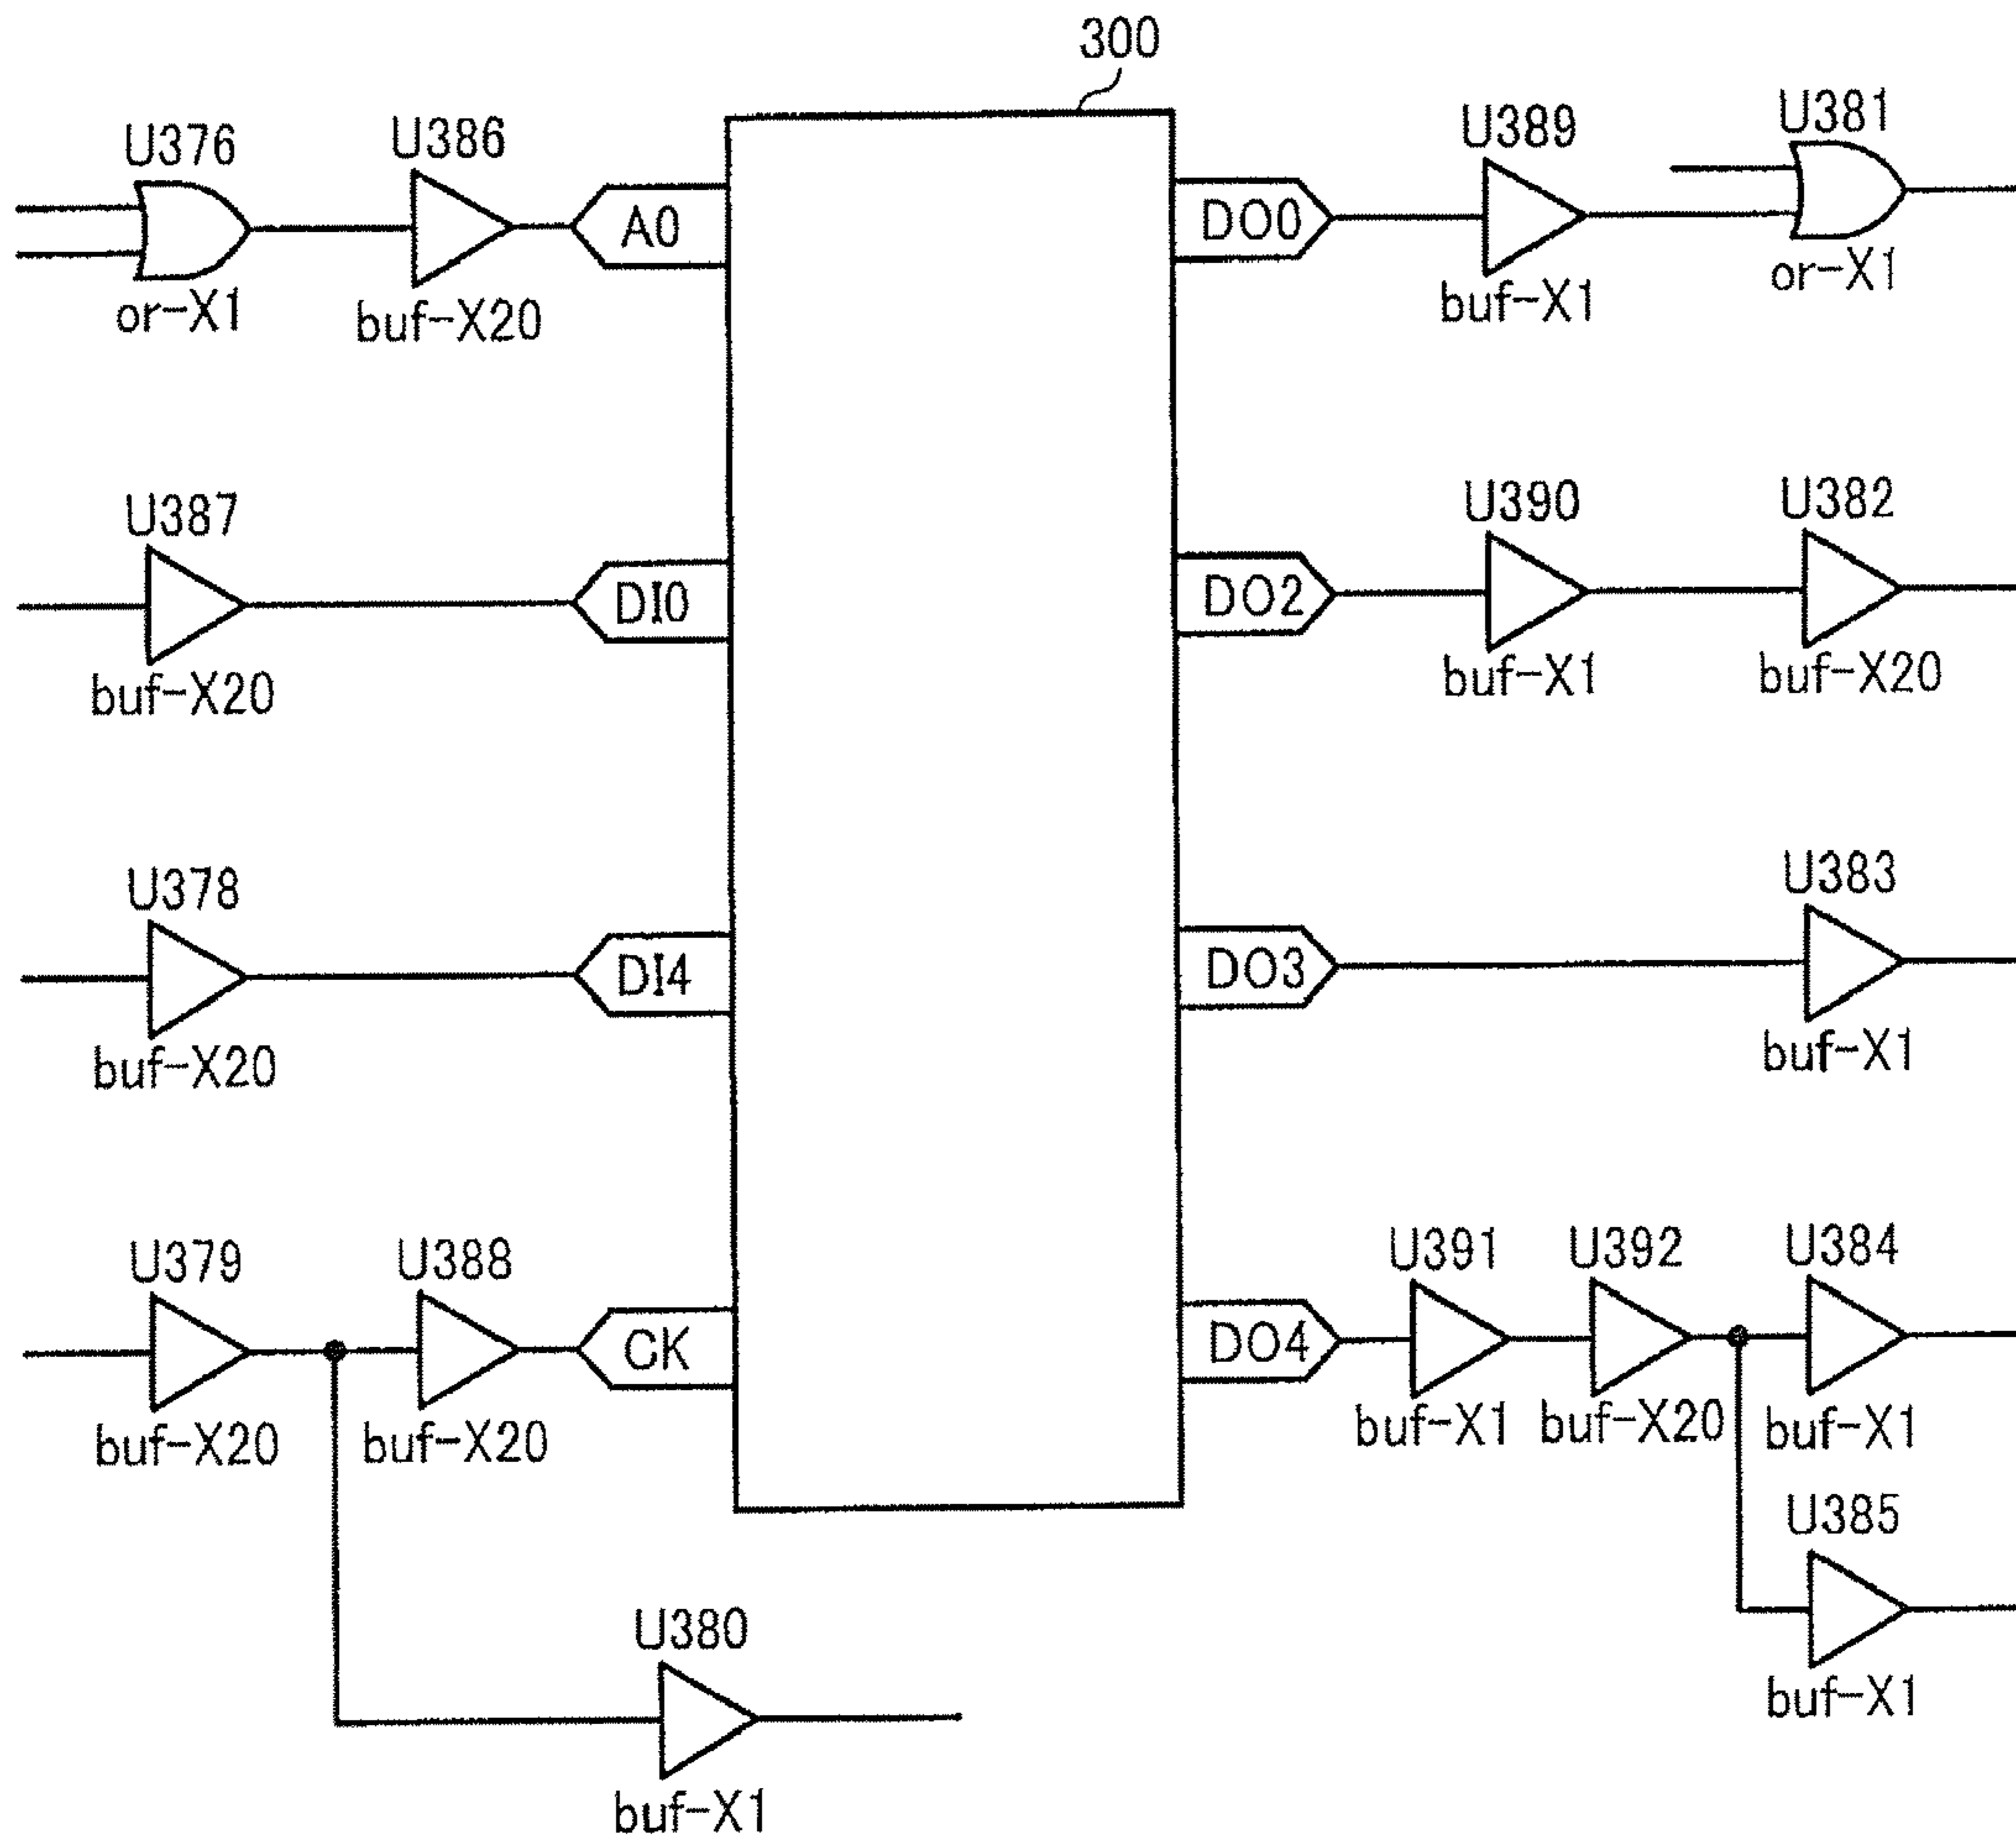 300
U376
U386
U389
U381
A0
DO0
or-X1
buf-X20
buf-X1
or-X1
U387
U390
U382
DI0
DO2
buf-X20
buf-X1
buf-X20
U378
U383
DI4
DO3
buf-X20
buf-X1
U379
U388
U391
U392
U384
CK
DO4
buf-X20
buf-X20
buf-X1
buf-X20
buf-X1
U385
U380
buf-X1
buf-X1